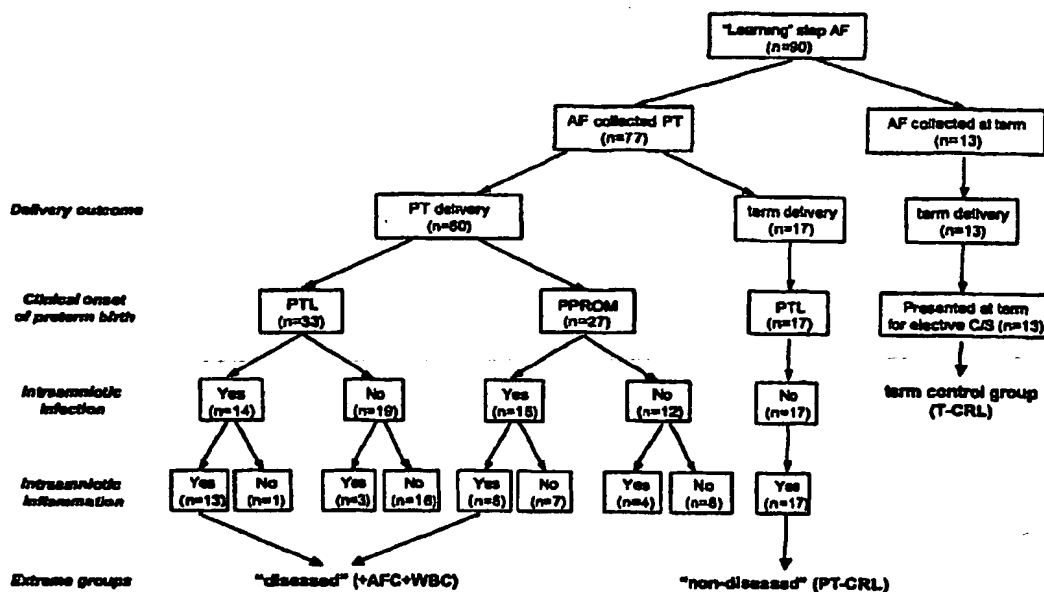 "Learning" step AF
(n=90)
AF collected PT
(n=77)
AF collected at term
(n=13)
Delivery outcome
PT delivery
(n=60)
term delivery
(n=17)
term delivery
(n=13)
Clinical onset
of preterm birth
PTL
(n=33)
PPROM
(n=27)
PTL
(n=17)
Presented at term
for elective C/S (n=13)
Intraamniotic
infection
Yes
(n=14)
No
(n=19)
Yes
(n=15)
No
(n=12)
No
(n=17)
term control group
(T-CRL)
Intraamniotic
inflammation
Yes
(n=13)
No
(n=1)
Yes
(n=3)
No
(n=16)
Yes
(n=8)
No
(n=7)
Yes
(n=4)
No
(n=8)
Yes
(n=17)
Extreme groups
"diseased" (+AFC+WBC)
"non-diseased" (PT-CRL)